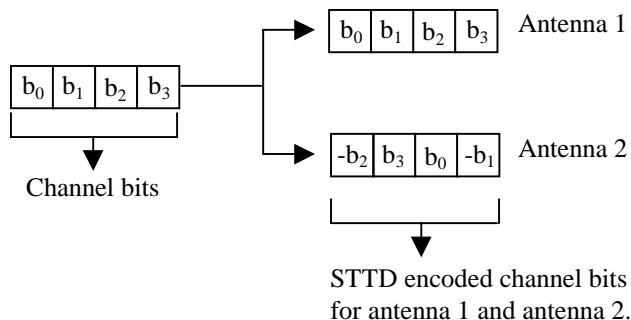 b₀ b₁ b₂ b₃ Antenna 1
b₀ b₁ b₂ b₃
-b₂ b₃ b₀ -b₁ Antenna 2
Channel bits
STTD encoded channel bits
for antenna 1 and antenna 2.